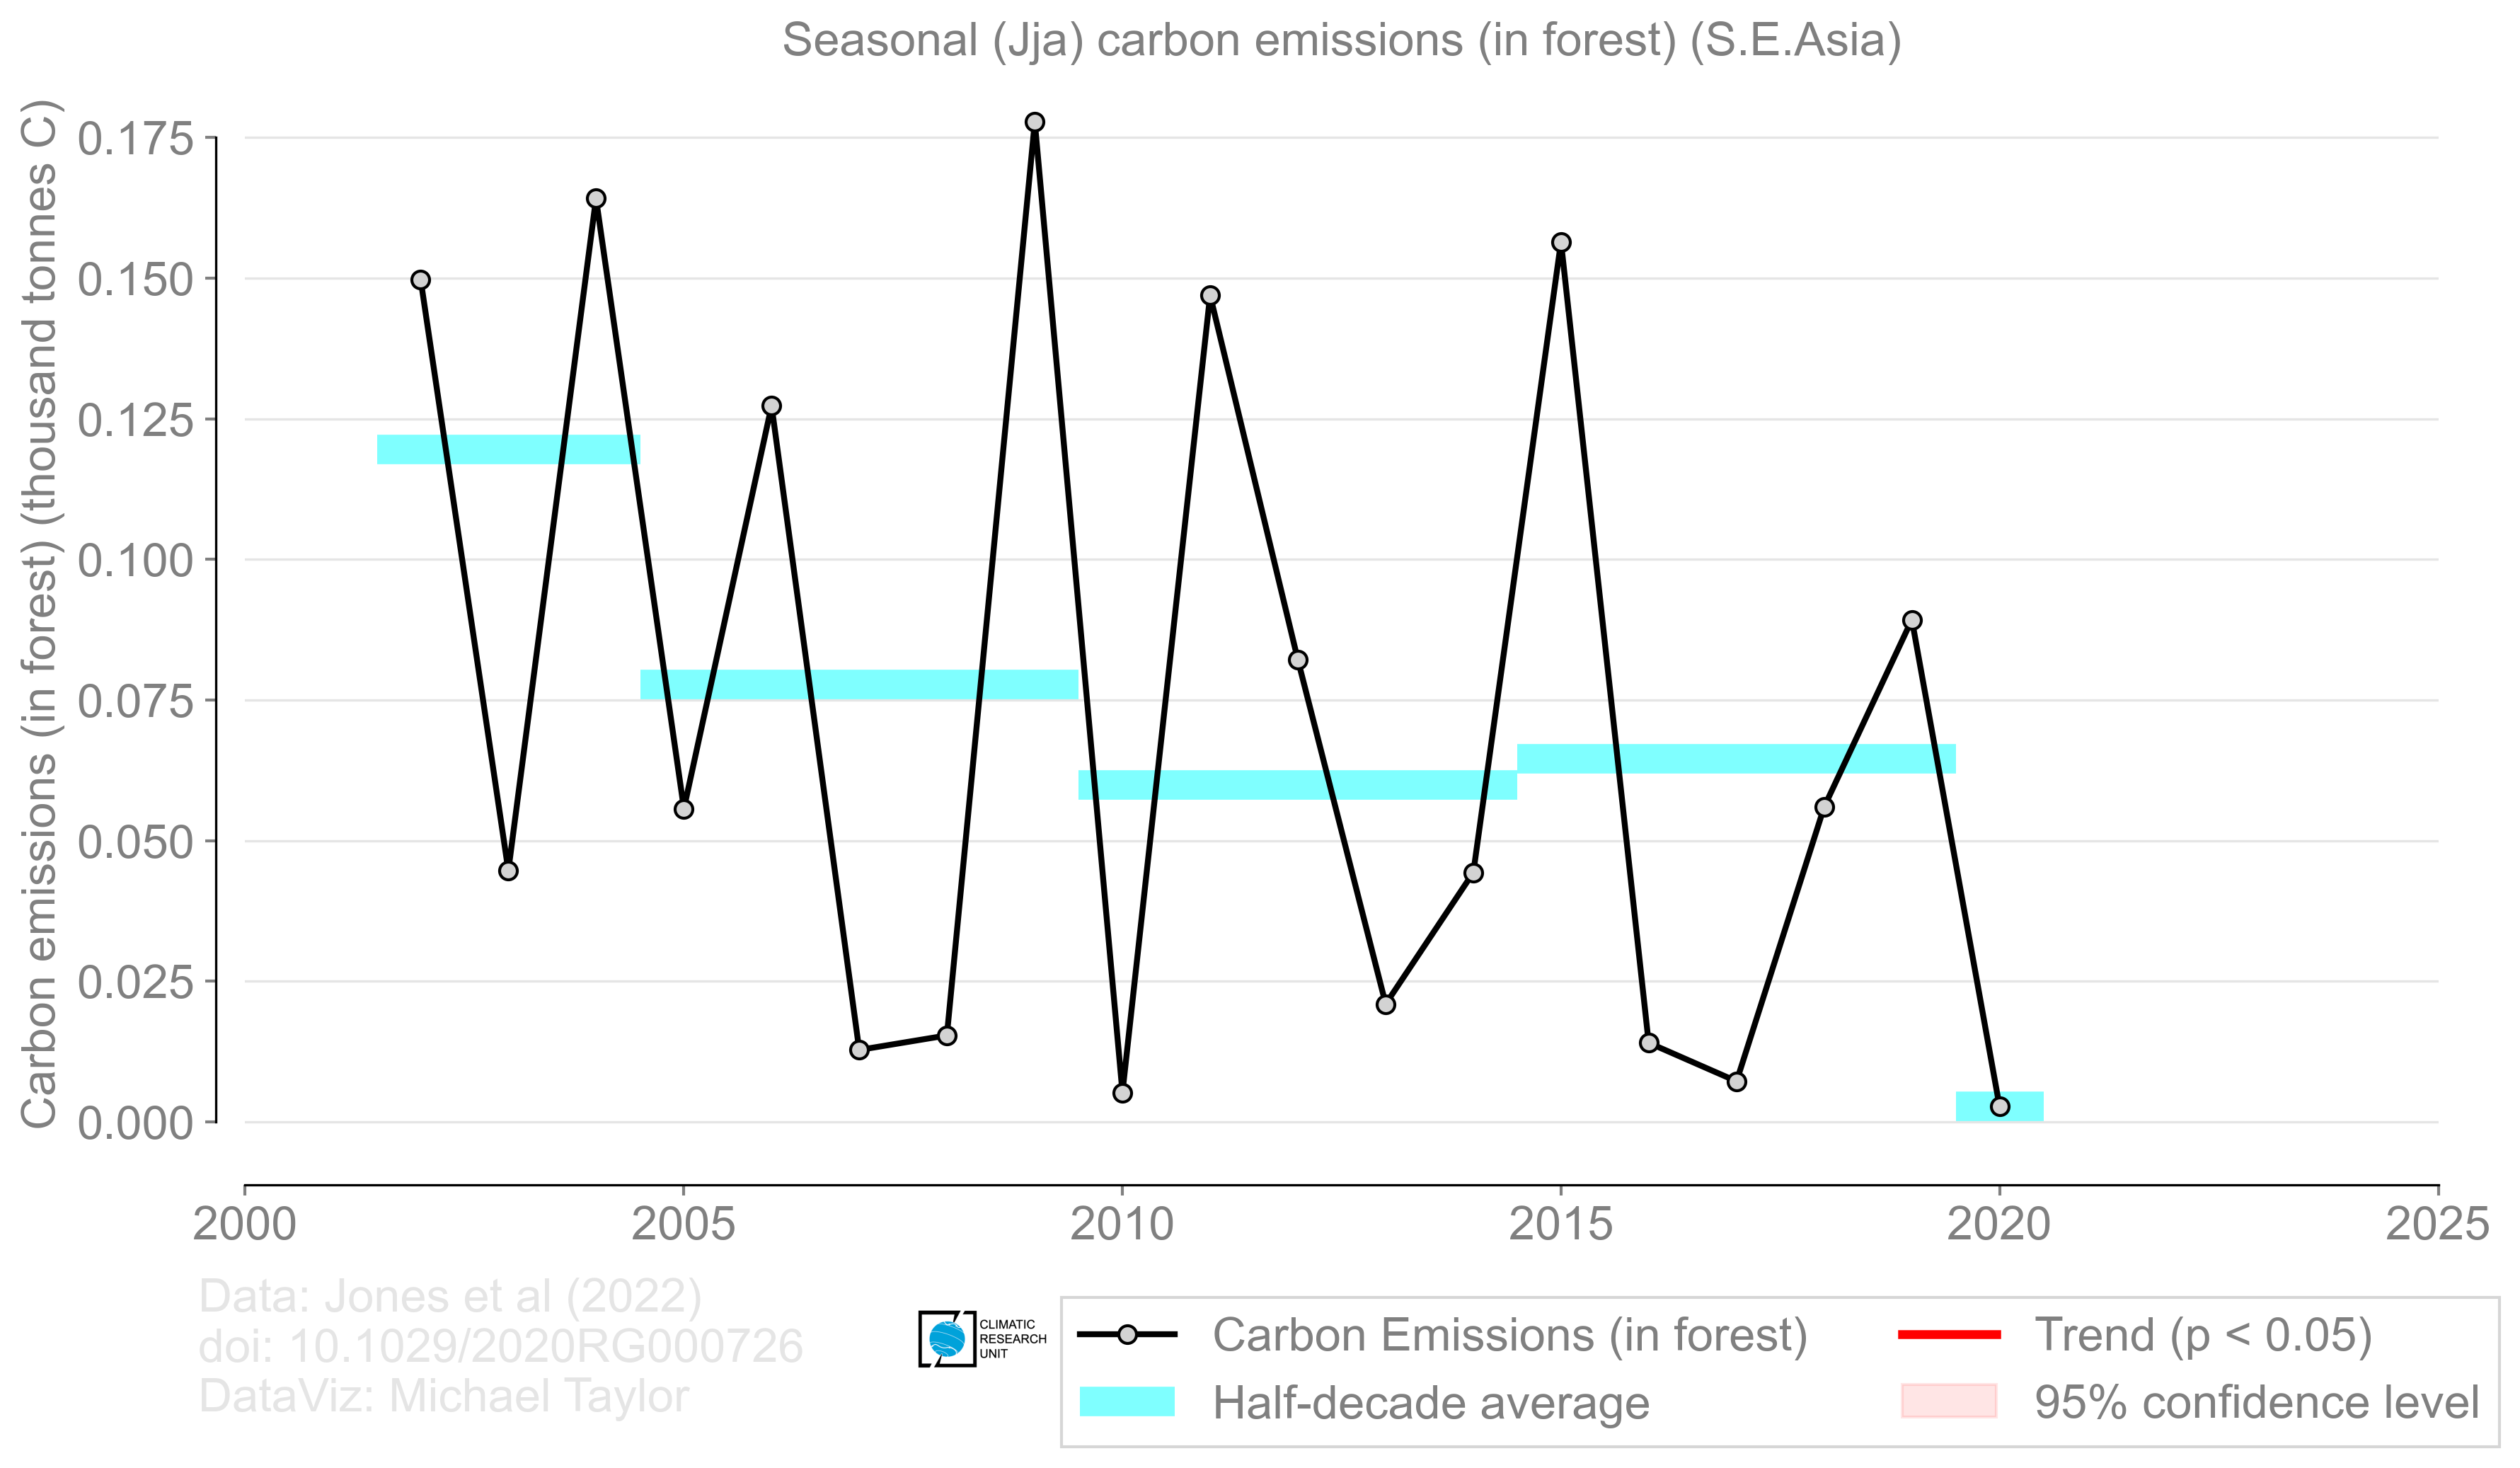 Seasonal (Jja) carbon emissions (in forest) (S.E.Asia)
Carbon emissions (in forest) (thousand tonnes C)
0.175
0.150
0.125
0.100
0.075
0.050
0.025
0.000
2000
2005
2010
2015
2020
2025
Data: Jones et al (2022)
doi: 10.1029/2020RG000726
DataViz: Michael Taylor
CLIMATIC
RESEARCH
UNIT
Carbon Emissions (in forest)
Half-decade average
Trend (p < 0.05)
95% confidence level